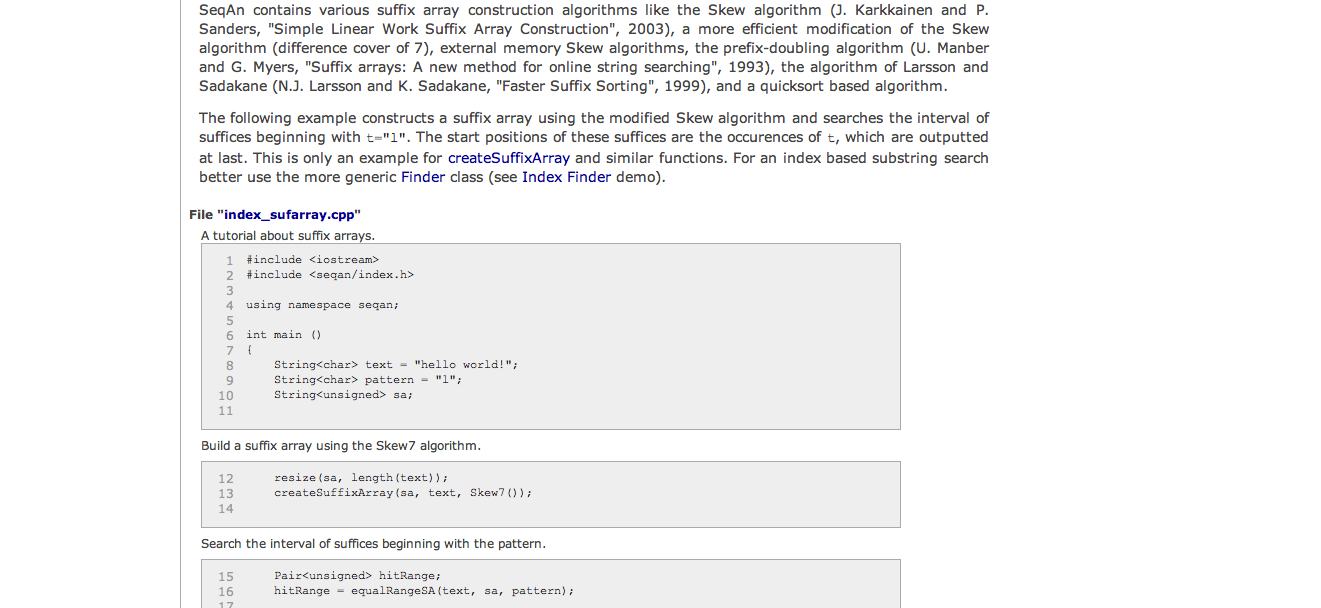 SeqAn contains various suffix array construction algorithms like the Skew algorithm (J. Karkkainen and P.
Sanders, "Simple Linear Work Suffix Array Construction", 2003), a more efficient modification of the Skew
algorithm (difference cover of 7), external memory Skew algorithms, the prefix-doubling algorithm (U. Manber
and G. Myers, "Suffix arrays: A new method for online string searching", 1993), the algorithm of Larsson and
Sadakane (N.J. Larsson and K. Sadakane, "Faster Suffix Sorting", 1999), and a quicksort based algorithm.
The following example constructs a suffix array using the modified Skew algorithm and searches the interval of
suffices beginning with t="l". The start positions of these suffices are the occurences of t, which are outputted
at last. This is only an example for createSuffixArray and similar functions. For an index based substring search
better use the more generic Finder class (see Index Finder demo).
File "index_sufarray.cpp"
A tutorial about suffix arrays.
1 #include <iostream>
2 #include <seqan/index.h>
3
4 using namespace seqan;
5
6 int main ()
7 {
8 String<char> text = "hello world!";
9 String<char> pattern = "l";
10 String<unsigned> sa;
11
Build a suffix array using the Skew7 algorithm.
12 resize(sa, length(text));
13 createSuffixArray(sa, text, Skew7());
14
Search the interval of suffices beginning with the pattern.
15 Pair<unsigned> hitRange;
16 hitRange = equalRangeSA(text, sa, pattern);
17